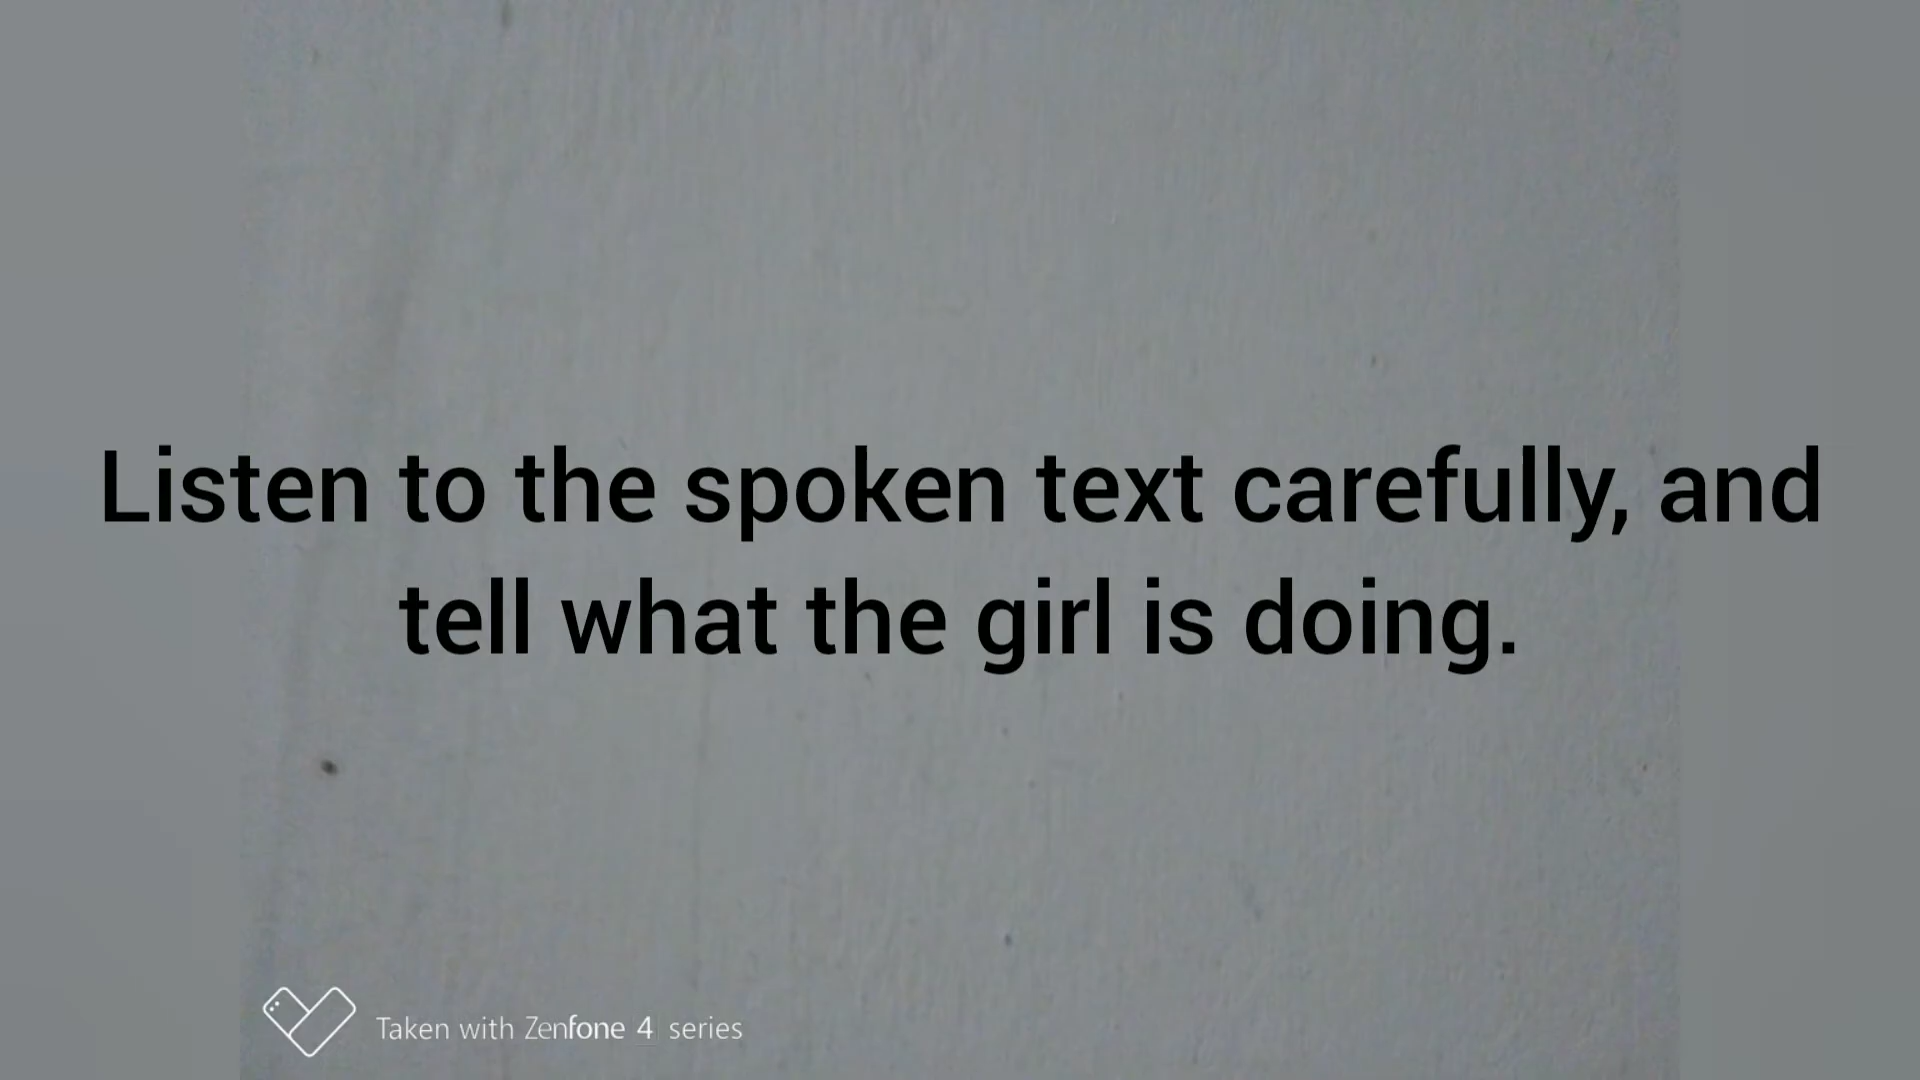 Listen to the spoken text carefully, and
tell what the girl is doing.
Taken with Zenfone 4 series